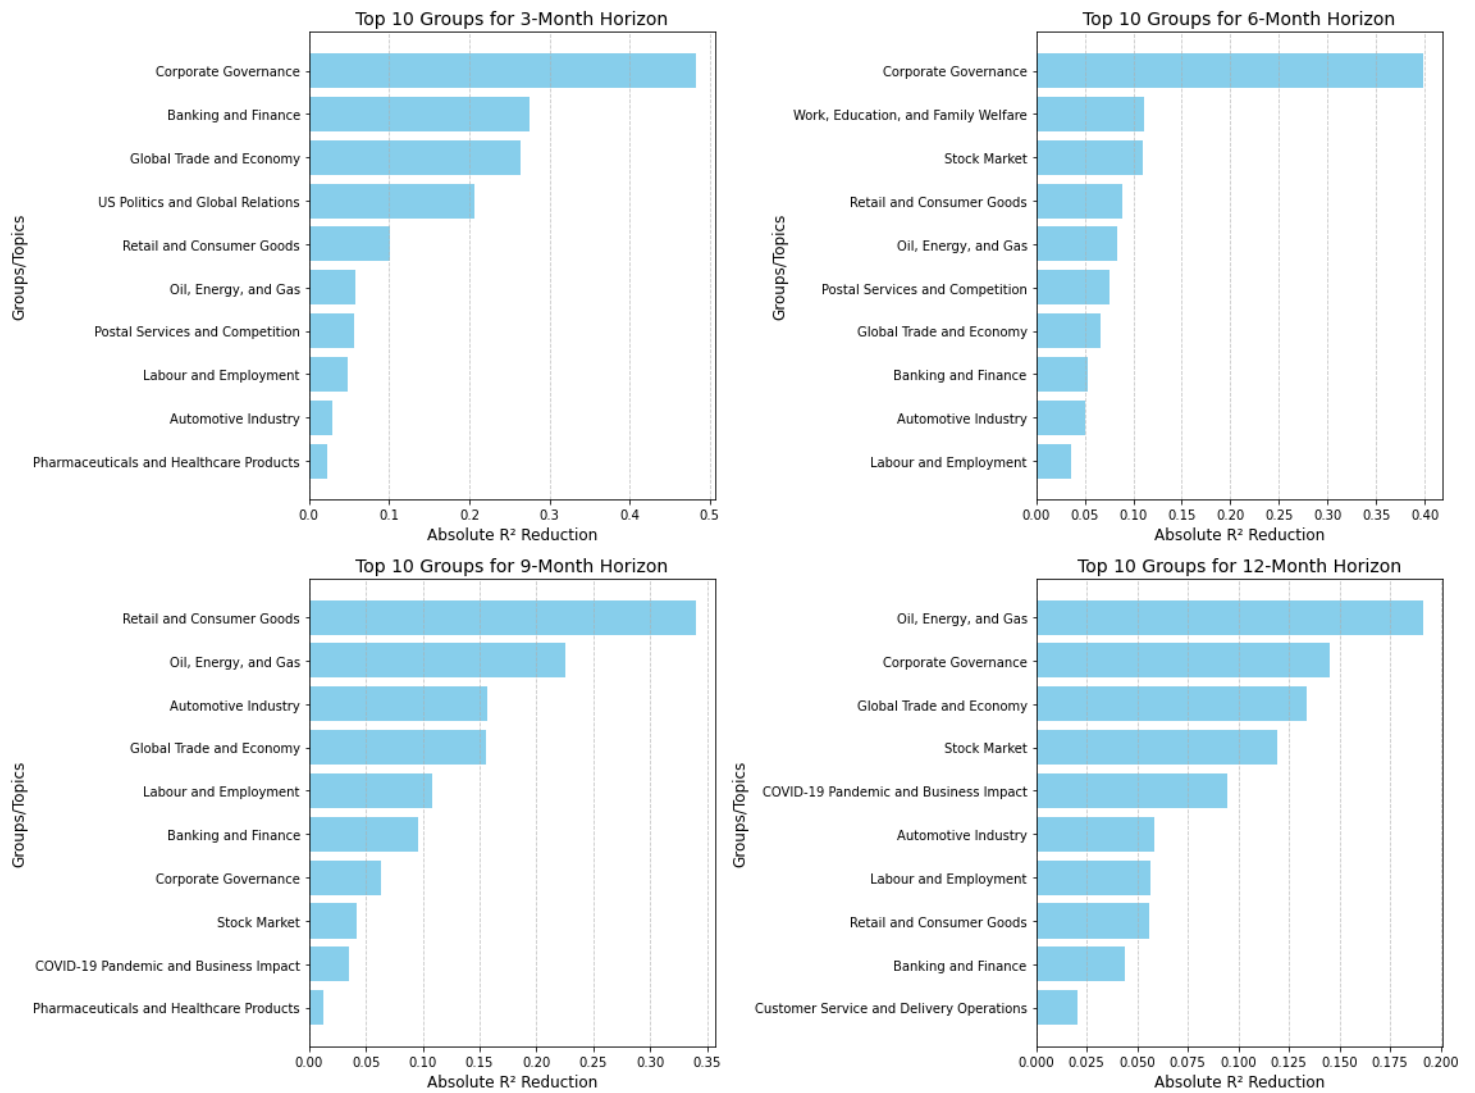 Top 10 Groups for 3-Month Horizon
Groups/Topics
Corporate Governance
Banking and Finance
Global Trade and Economy
US Politics and Global Relations
Retail and Consumer Goods
Oil, Energy, and Gas
Postal Services and Competition
Labour and Employment
Automotive Industry
Pharmaceuticals and Healthcare Products
0.0 0.1 0.2 0.3 0.4 0.5
Absolute R² Reduction
Top 10 Groups for 6-Month Horizon
Groups/Topics
Corporate Governance
Work, Education, and Family Welfare
Stock Market
Retail and Consumer Goods
Oil, Energy, and Gas
Postal Services and Competition
Global Trade and Economy
Banking and Finance
Automotive Industry
Labour and Employment
0.00 0.05 0.10 0.15 0.20 0.25 0.30 0.35 0.40
Absolute R² Reduction
Top 10 Groups for 9-Month Horizon
Groups/Topics
Retail and Consumer Goods
Oil, Energy, and Gas
Automotive Industry
Global Trade and Economy
Labour and Employment
Banking and Finance
Corporate Governance
Stock Market
COVID-19 Pandemic and Business Impact
Pharmaceuticals and Healthcare Products
0.00 0.05 0.10 0.15 0.20 0.25 0.30 0.35
Absolute R² Reduction
Top 10 Groups for 12-Month Horizon
Groups/Topics
Oil, Energy, and Gas
Corporate Governance
Global Trade and Economy
Stock Market
COVID-19 Pandemic and Business Impact
Automotive Industry
Labour and Employment
Retail and Consumer Goods
Banking and Finance
Customer Service and Delivery Operations
0.000 0.025 0.050 0.075 0.100 0.125 0.150 0.175 0.200
Absolute R² Reduction